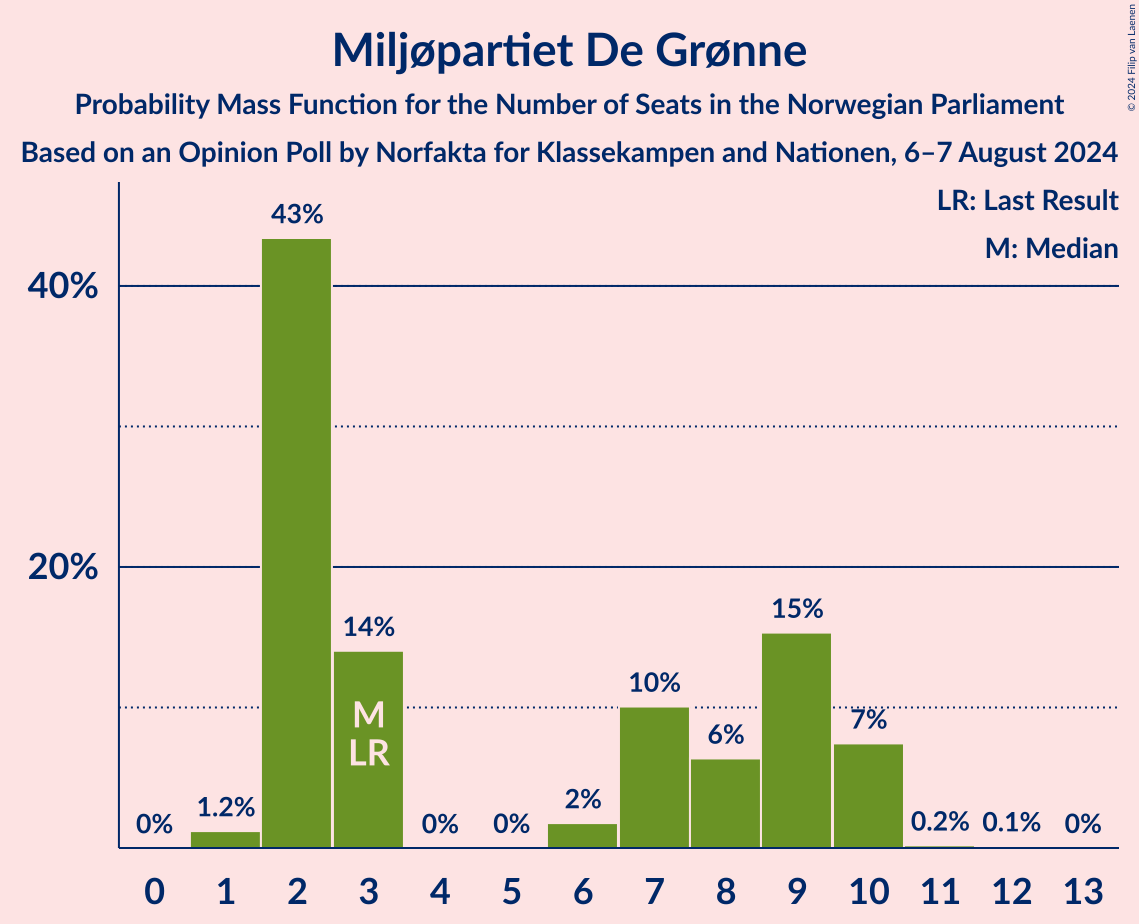 Miljøpartiet De Grønne
Probability Mass Function for the Number of Seats in the Norwegian Parliament
Based on an Opinion Poll by Norfakta for Klassekampen and Nationen, 6–7 August 2024
© 2024 Filip van Laenen
LR: Last Result
M: Median
40%
20%
0%
1.2%
43%
14%
M
LR
0%
0%
2%
10%
6%
15%
7%
0.2%
0.1%
0%
0 1 2 3 4 5 6 7 8 9 10 11 12 13